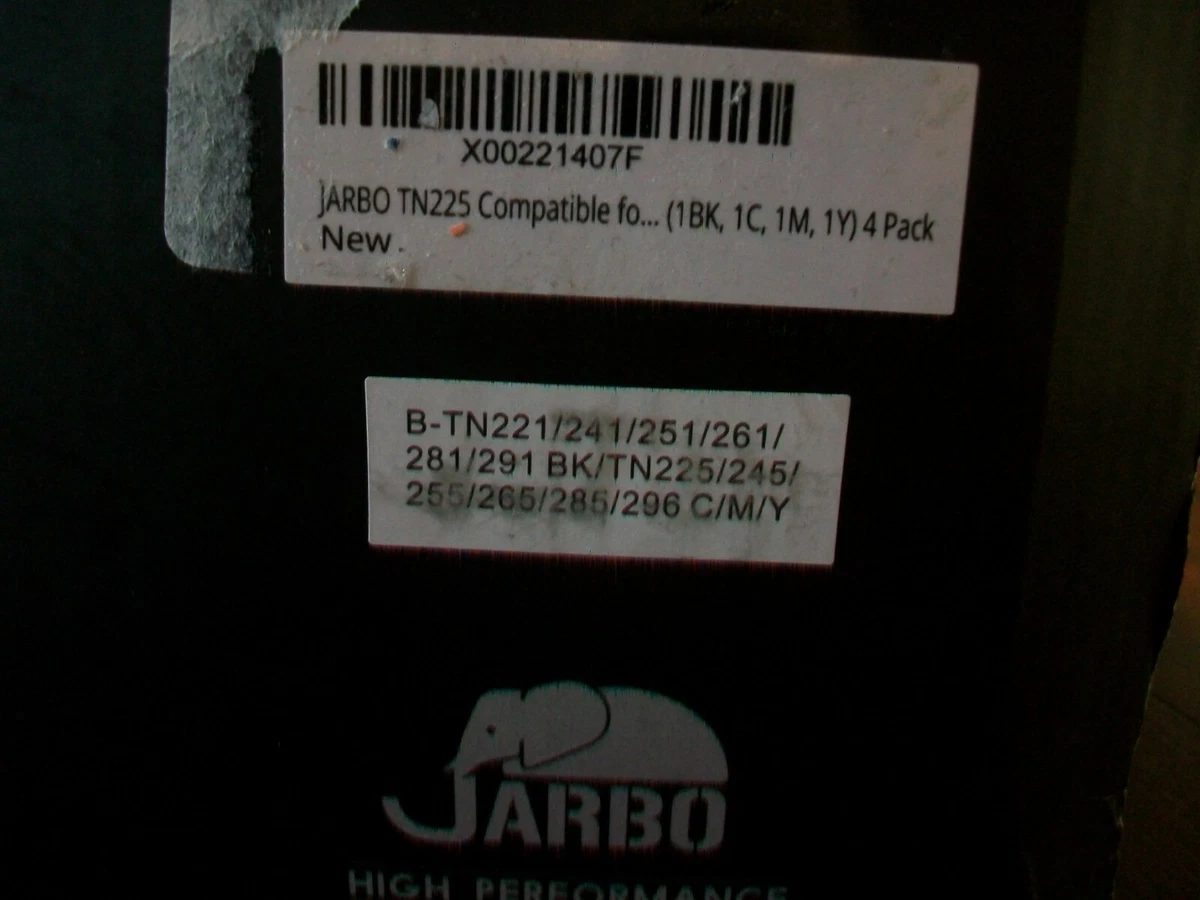 X00221407F
JARBO TN225 Compatible fo... (1BK, 1C, 1M, 1Y) 4 Pack
New
B-TN221/241/251/261/
281/291 BK/TN225/245/
255/265/285/296 C/M/Y
JARBO
HIGH PERFORMANCE